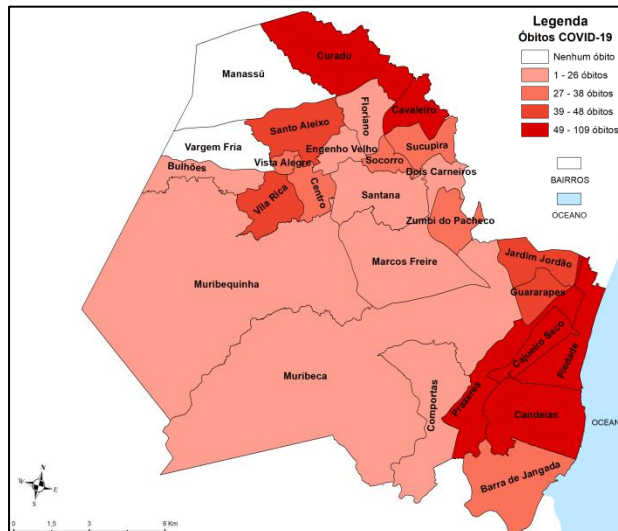 Legenda
Óbitos COVID-19
Nenhum óbito
1 - 26 óbitos
27 - 38 óbitos
39 - 48 óbitos
49 - 109 óbitos
BAIRROS
OCEANO
Curado
Manassú
Floriano
Cavaleiro
Santo Aleixo
Vargem Fria
Engenho Velho
Sucupira
Vista Alegre
Socorro
Bulhões
Dois Carneiros
Vila Rica
Centro
Santana
Zumbi do Pacheco
Marcos Freire
Jardim Jordão
Muribequinha
Guararapes
Cajueiro Seco
Piedade
Muribeca
Comportas
Prazeres
Candeias
OCEANO
Barra de Jangada
N
W
E
S
0 1,5 3 6 Km